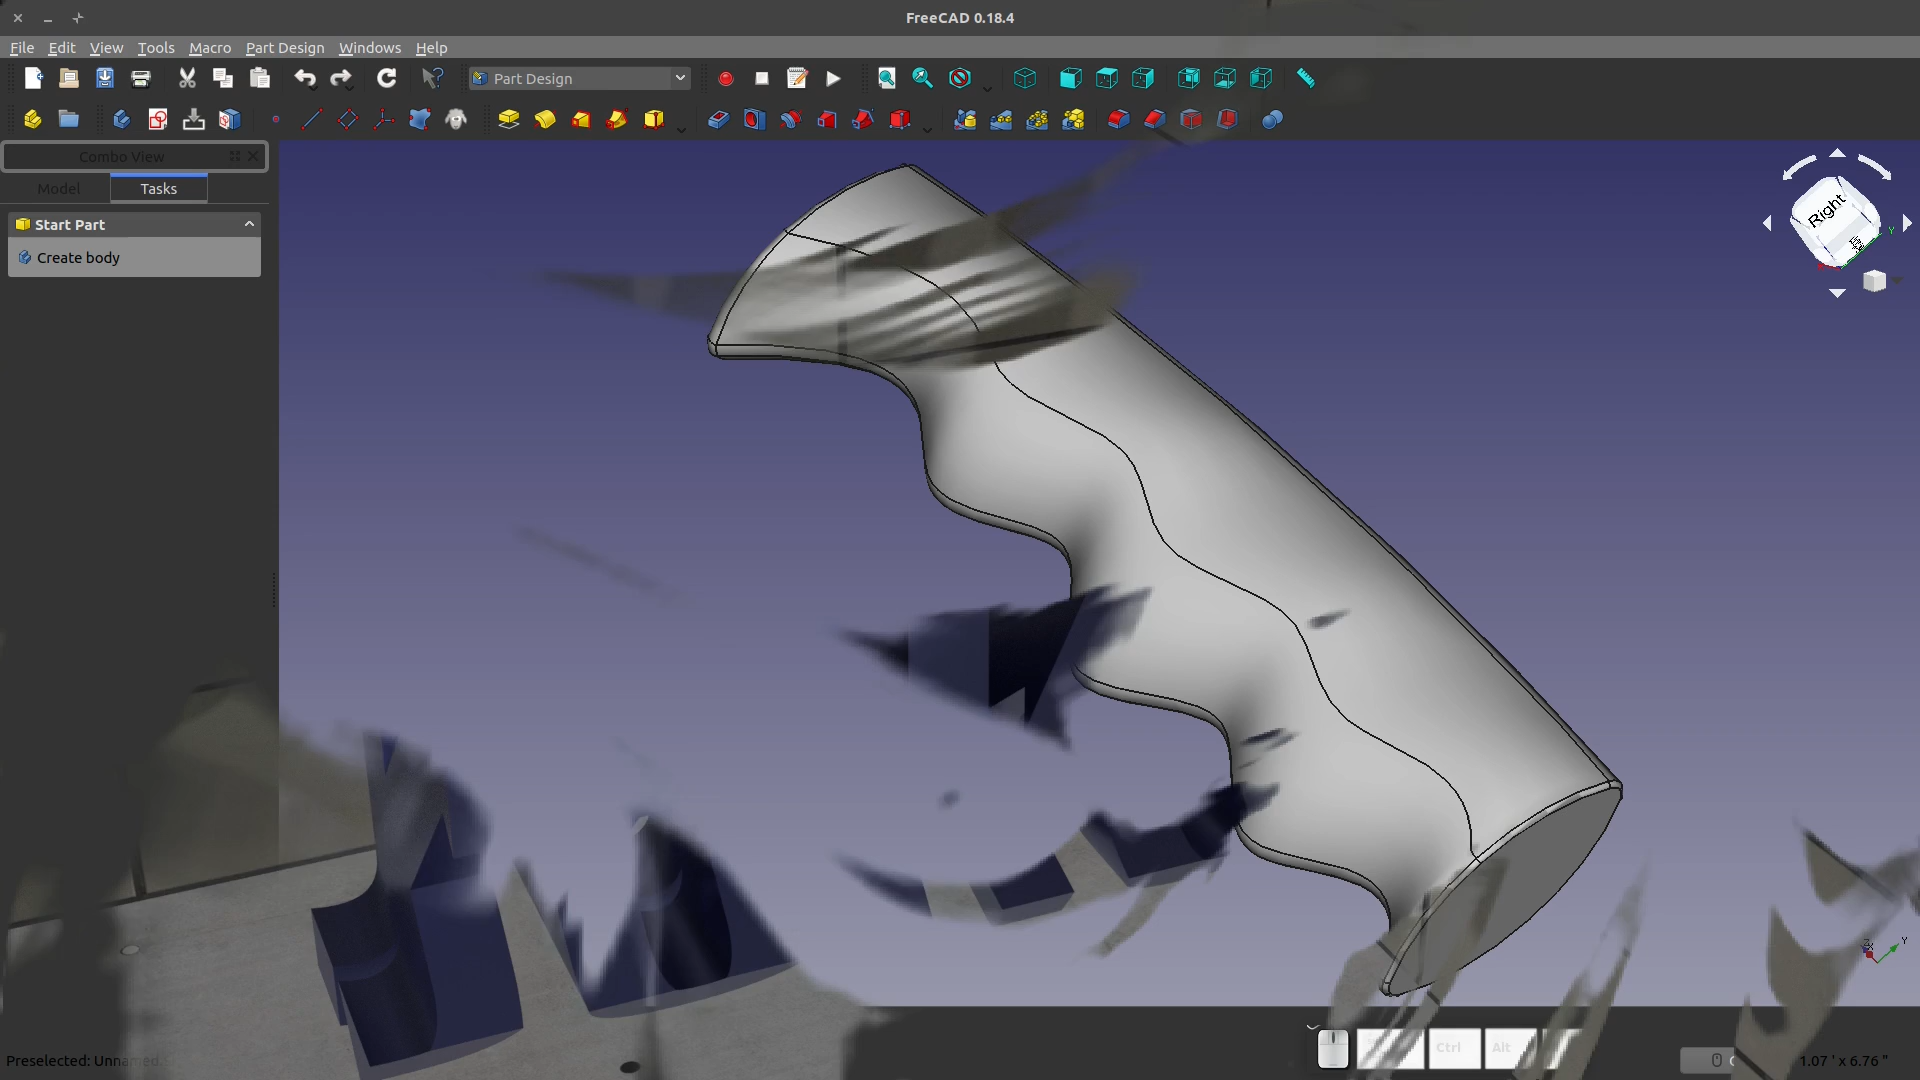 FreeCAD 0.18.4
File Edit View Tools Macro Part Design Windows Help
Part Design
Combo View
Model Tasks
Start Part
Create body
Right
Y
Y
Ctrl Alt
Preselected: Unnamed
1.07 ' x 6.76 "